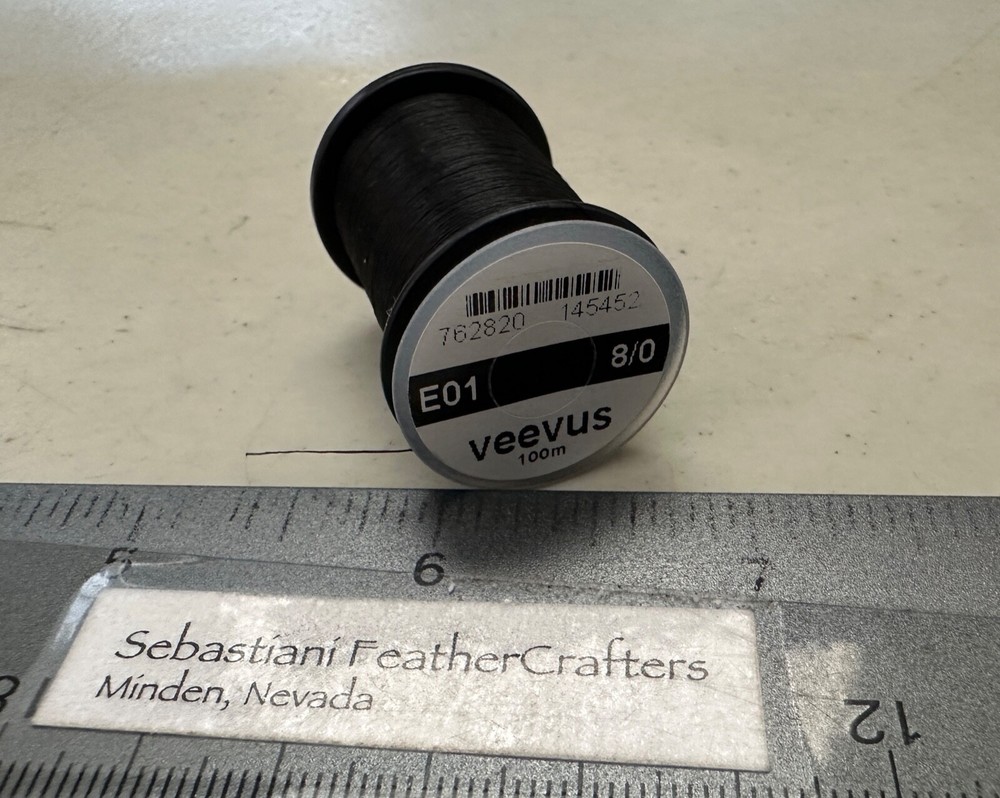 762820 145452
E01 8/0
veevus
100m
5 6 7
Sebastiani FeatherCrafters
Minden, Nevada
12